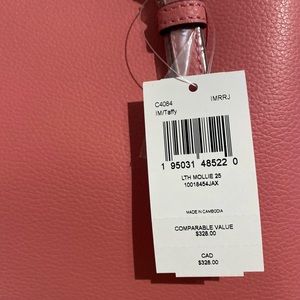 C4084 IMRRJ
IM/Taffy
1 95031 48522 0
LTH MOLLIE 25
10018454JAX
MADE IN CAMBODIA
COMPARABLE VALUE
$328.00
CAD
$328.00